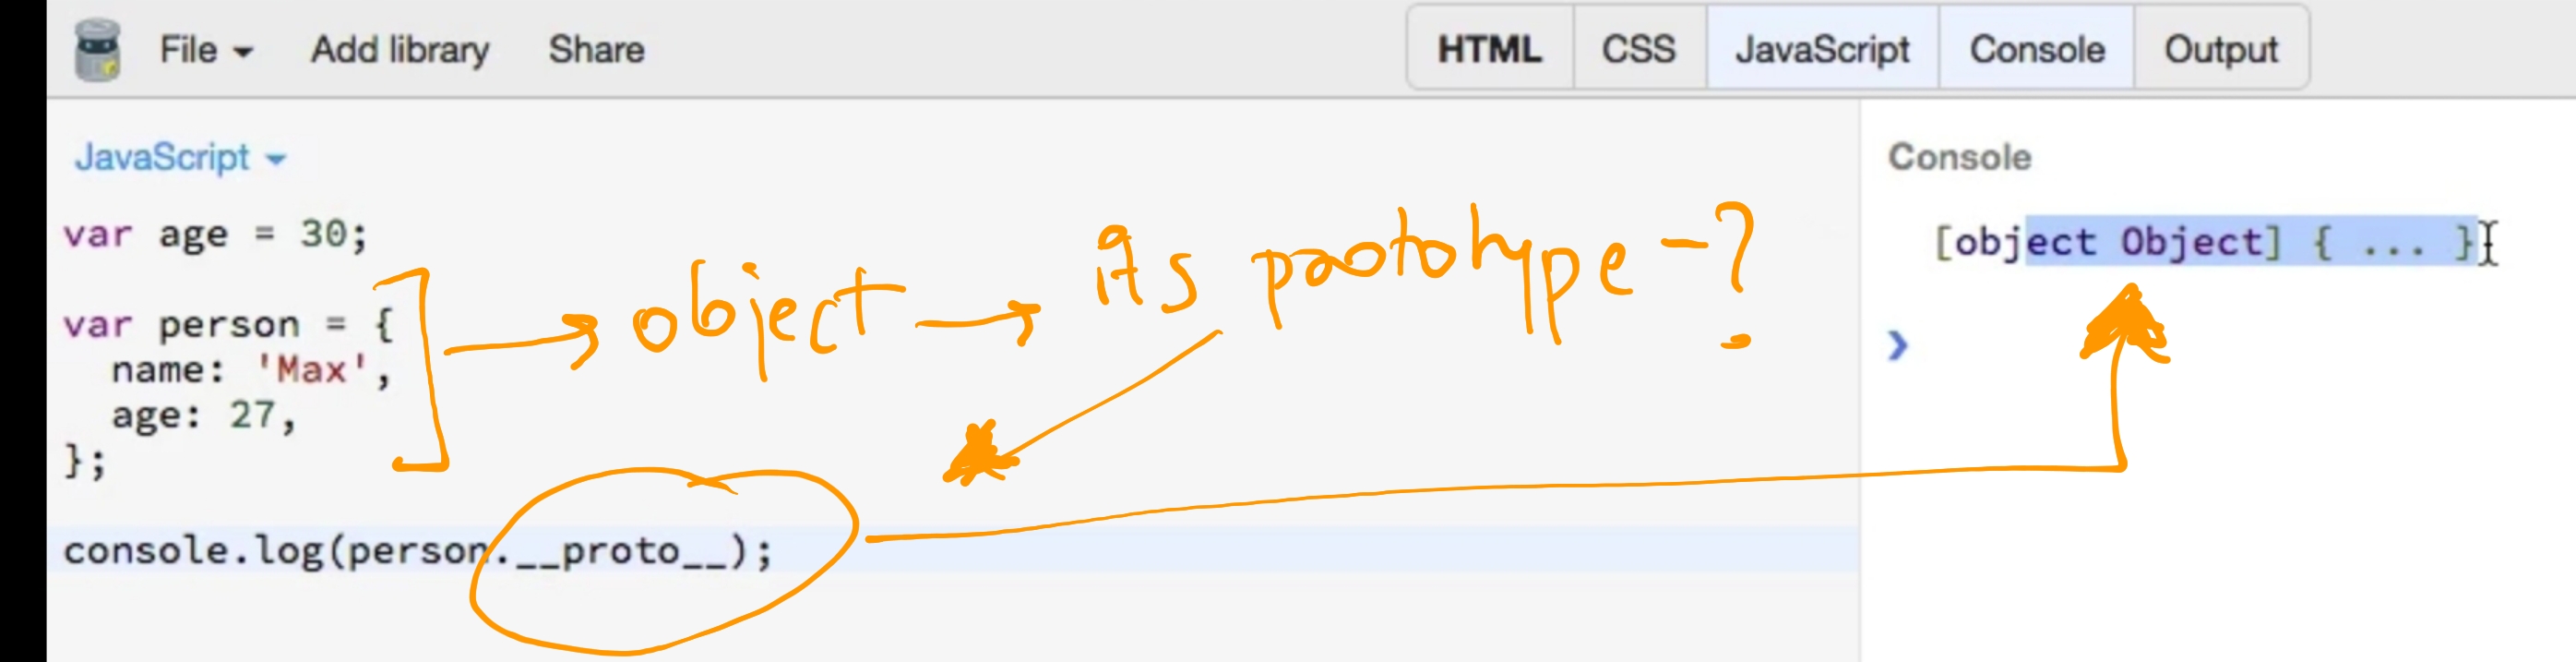 File Add library Share HTML CSS JavaScript Console Output
JavaScript
Console
var age = 30;
[object Object] { ... }
var person = {
name: 'Max',
age: 27,
};
object its prototype - ?
console.log(person.__proto__);